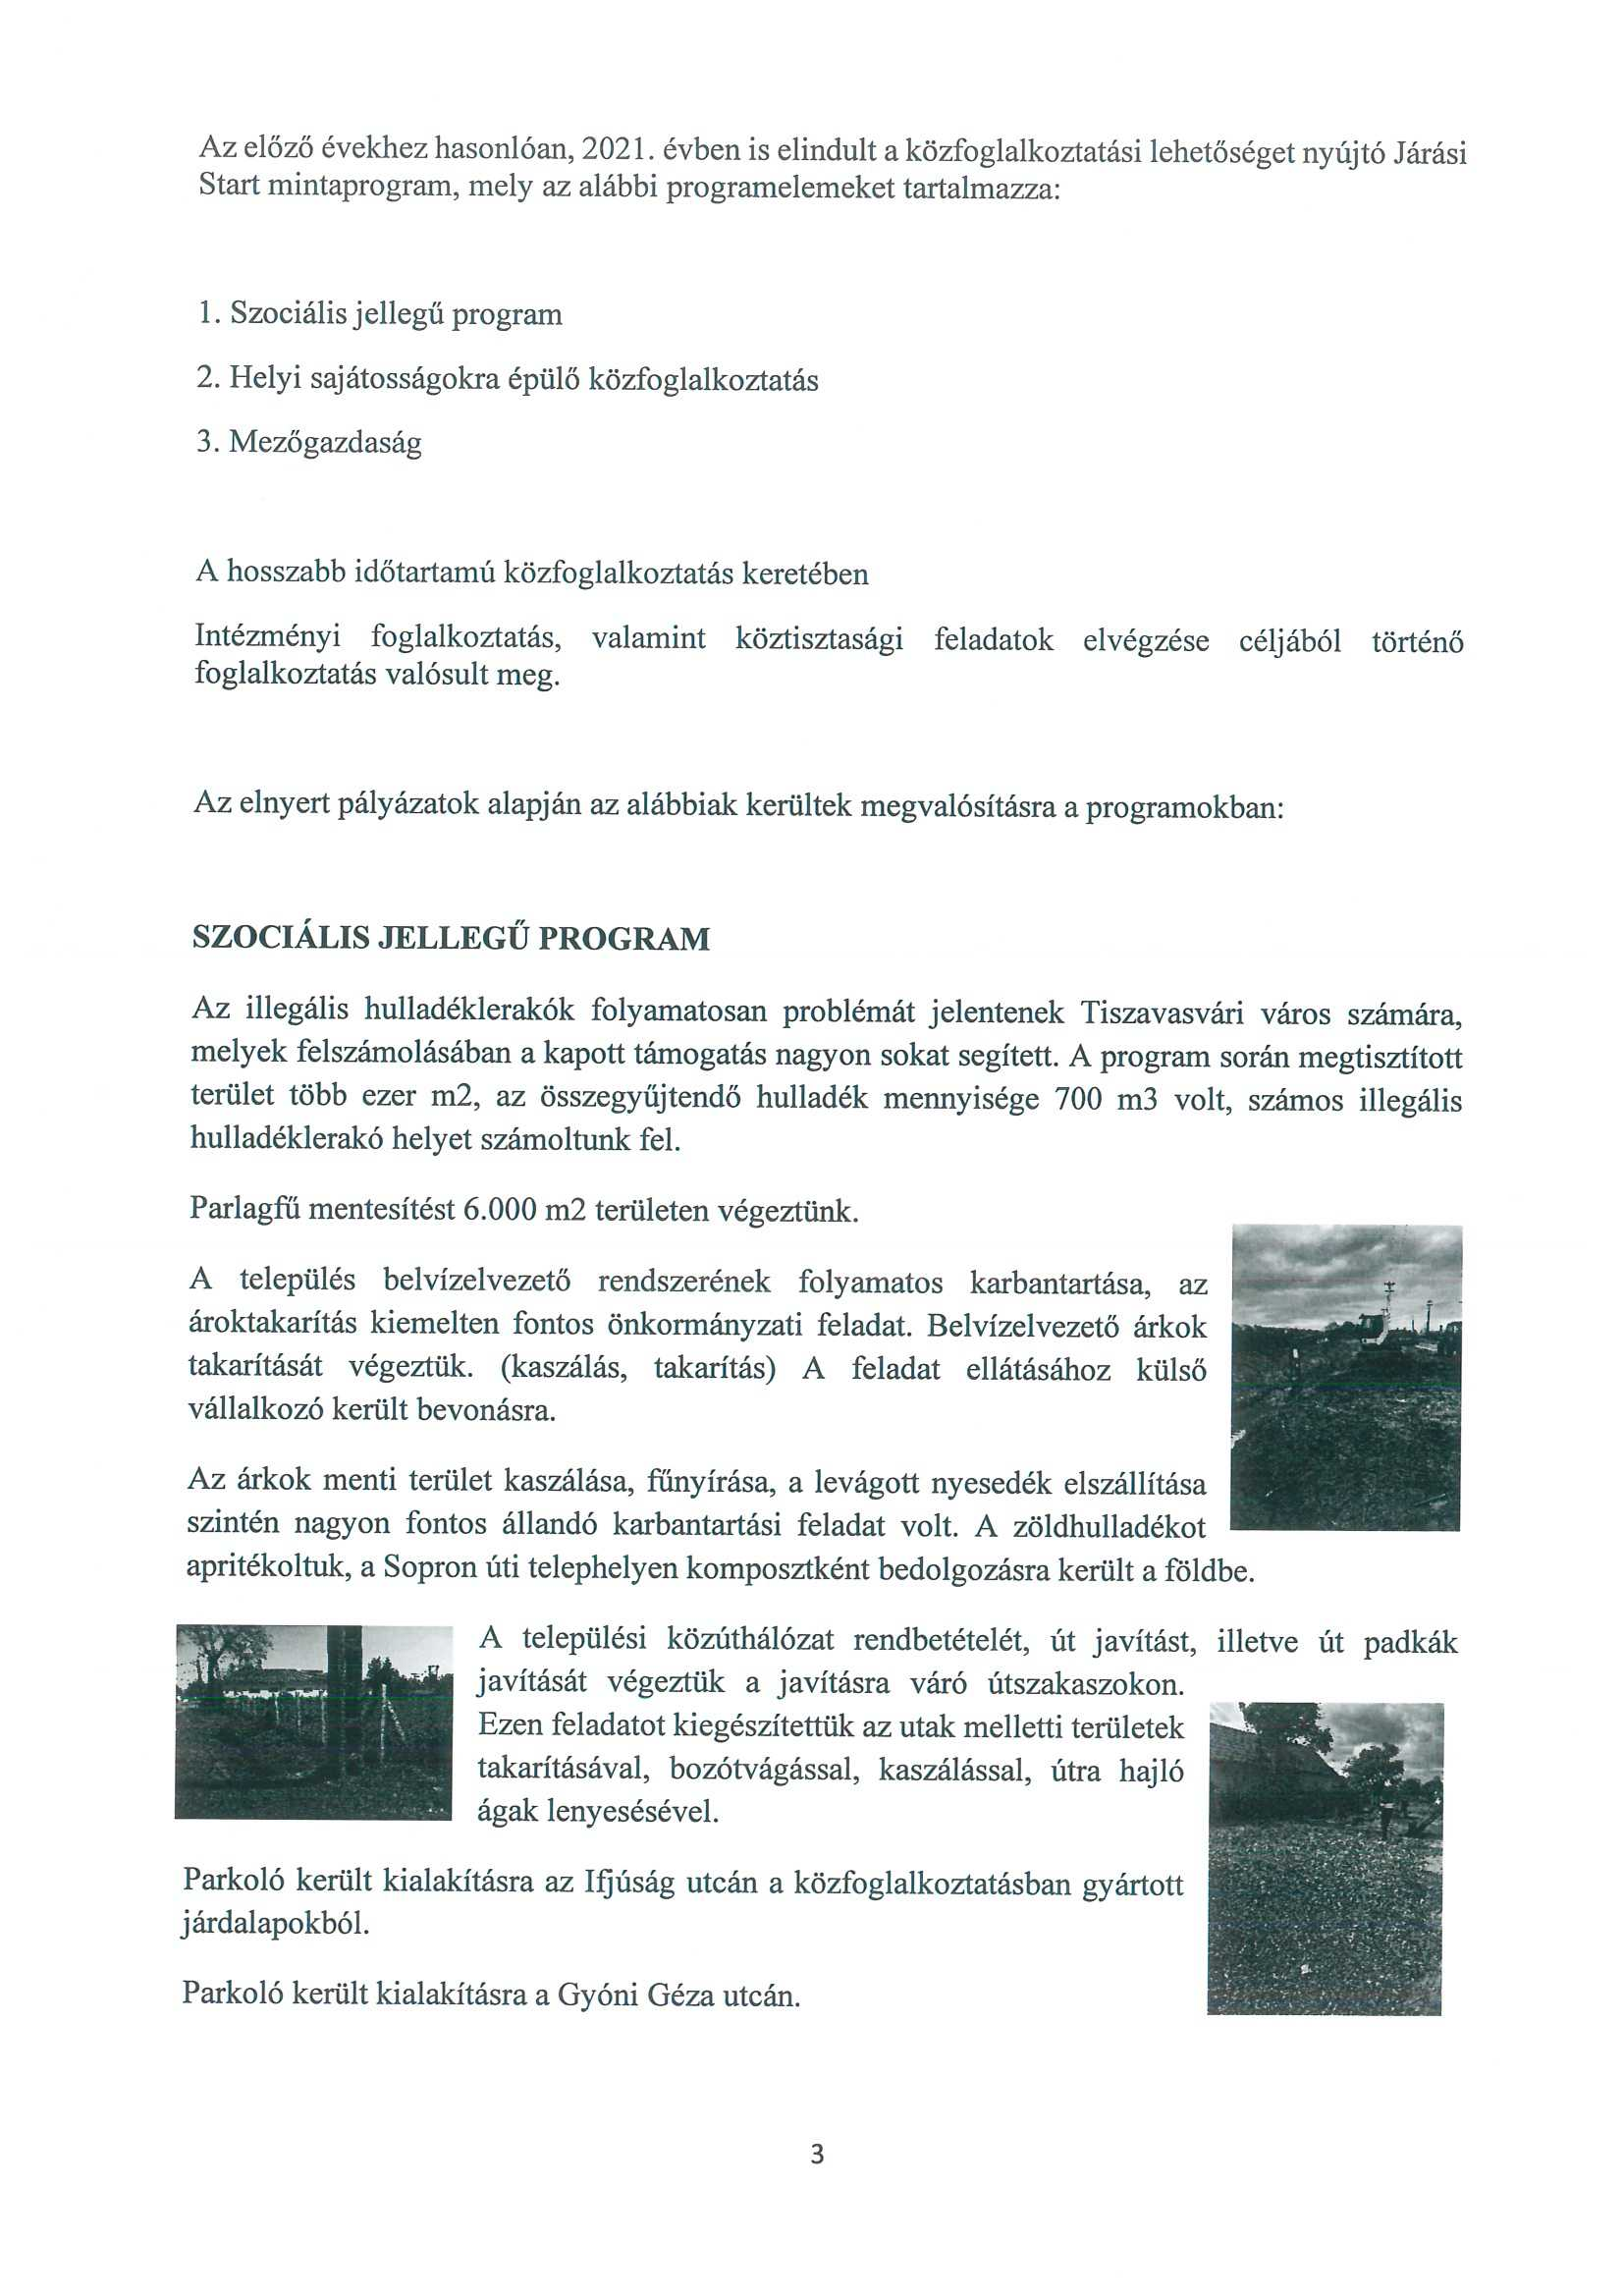 Az előző évekhez hasonlóan, 2021. évben is elindult a közfoglalkoztatási lehetőséget nyújtó Járási
Start mintaprogram, mely az alábbi programelemeket tartalmazza:
1. Szociális jellegű program
2. Helyi sajátosságokra épülő közfoglalkoztatás
3. Mezőgazdaság
A hosszabb időtartamú közfoglalkoztatás keretében
Intézményi foglalkoztatás, valamint köztisztasági feladatok elvégzése céljából történő
foglalkoztatás valósult meg.
Az elnyert pályázatok alapján az alábbiak kerültek megvalósításra a programokban:
SZOCIÁLIS JELLEGŰ PROGRAM
Az illegális hulladéklerakók folyamatosan problémát jelentenek Tiszavasvári város számára,
melyek felszámolásában a kapott támogatás nagyon sokat segített. A program során megtisztított
terület több ezer m2, az összegyűjtendő hulladék mennyisége 700 m3 volt, számos illegális
hulladéklerakó helyet számoltunk fel.
Parlagfű mentesítést 6.000 m2 területen végeztünk.
A település belvízelvezető rendszerének folyamatos karbantartása, az
ároktakarítás kiemelten fontos önkormányzati feladat. Belvízelvezető árkok
takarítását végeztük. (kaszálás, takarítás) A feladat ellátásához külső
vállalkozó került bevonásra.
Az árkok menti terület kaszálása, fűnyírása, a levágott nyesedék elszállítása
szintén nagyon fontos állandó karbantartási feladat volt. A zöldhulladékot
apritékoltuk, a Sopron úti telephelyen komposztként bedolgozásra került a földbe.
A települési közúthálózat rendbetételét, út javítást, illetve út padkák
javítását végeztük a javításra váró útszakaszokon.
Ezen feladatot kiegészítettük az utak melletti területek
takarításával, bozótvágással, kaszálással, útra hajló
ágak lenyesésével.
Parkoló került kialakításra az Ifjúság utcán a közfoglalkoztatásban gyártott
járdalapokból.
Parkoló került kialakításra a Gyóni Géza utcán.
3